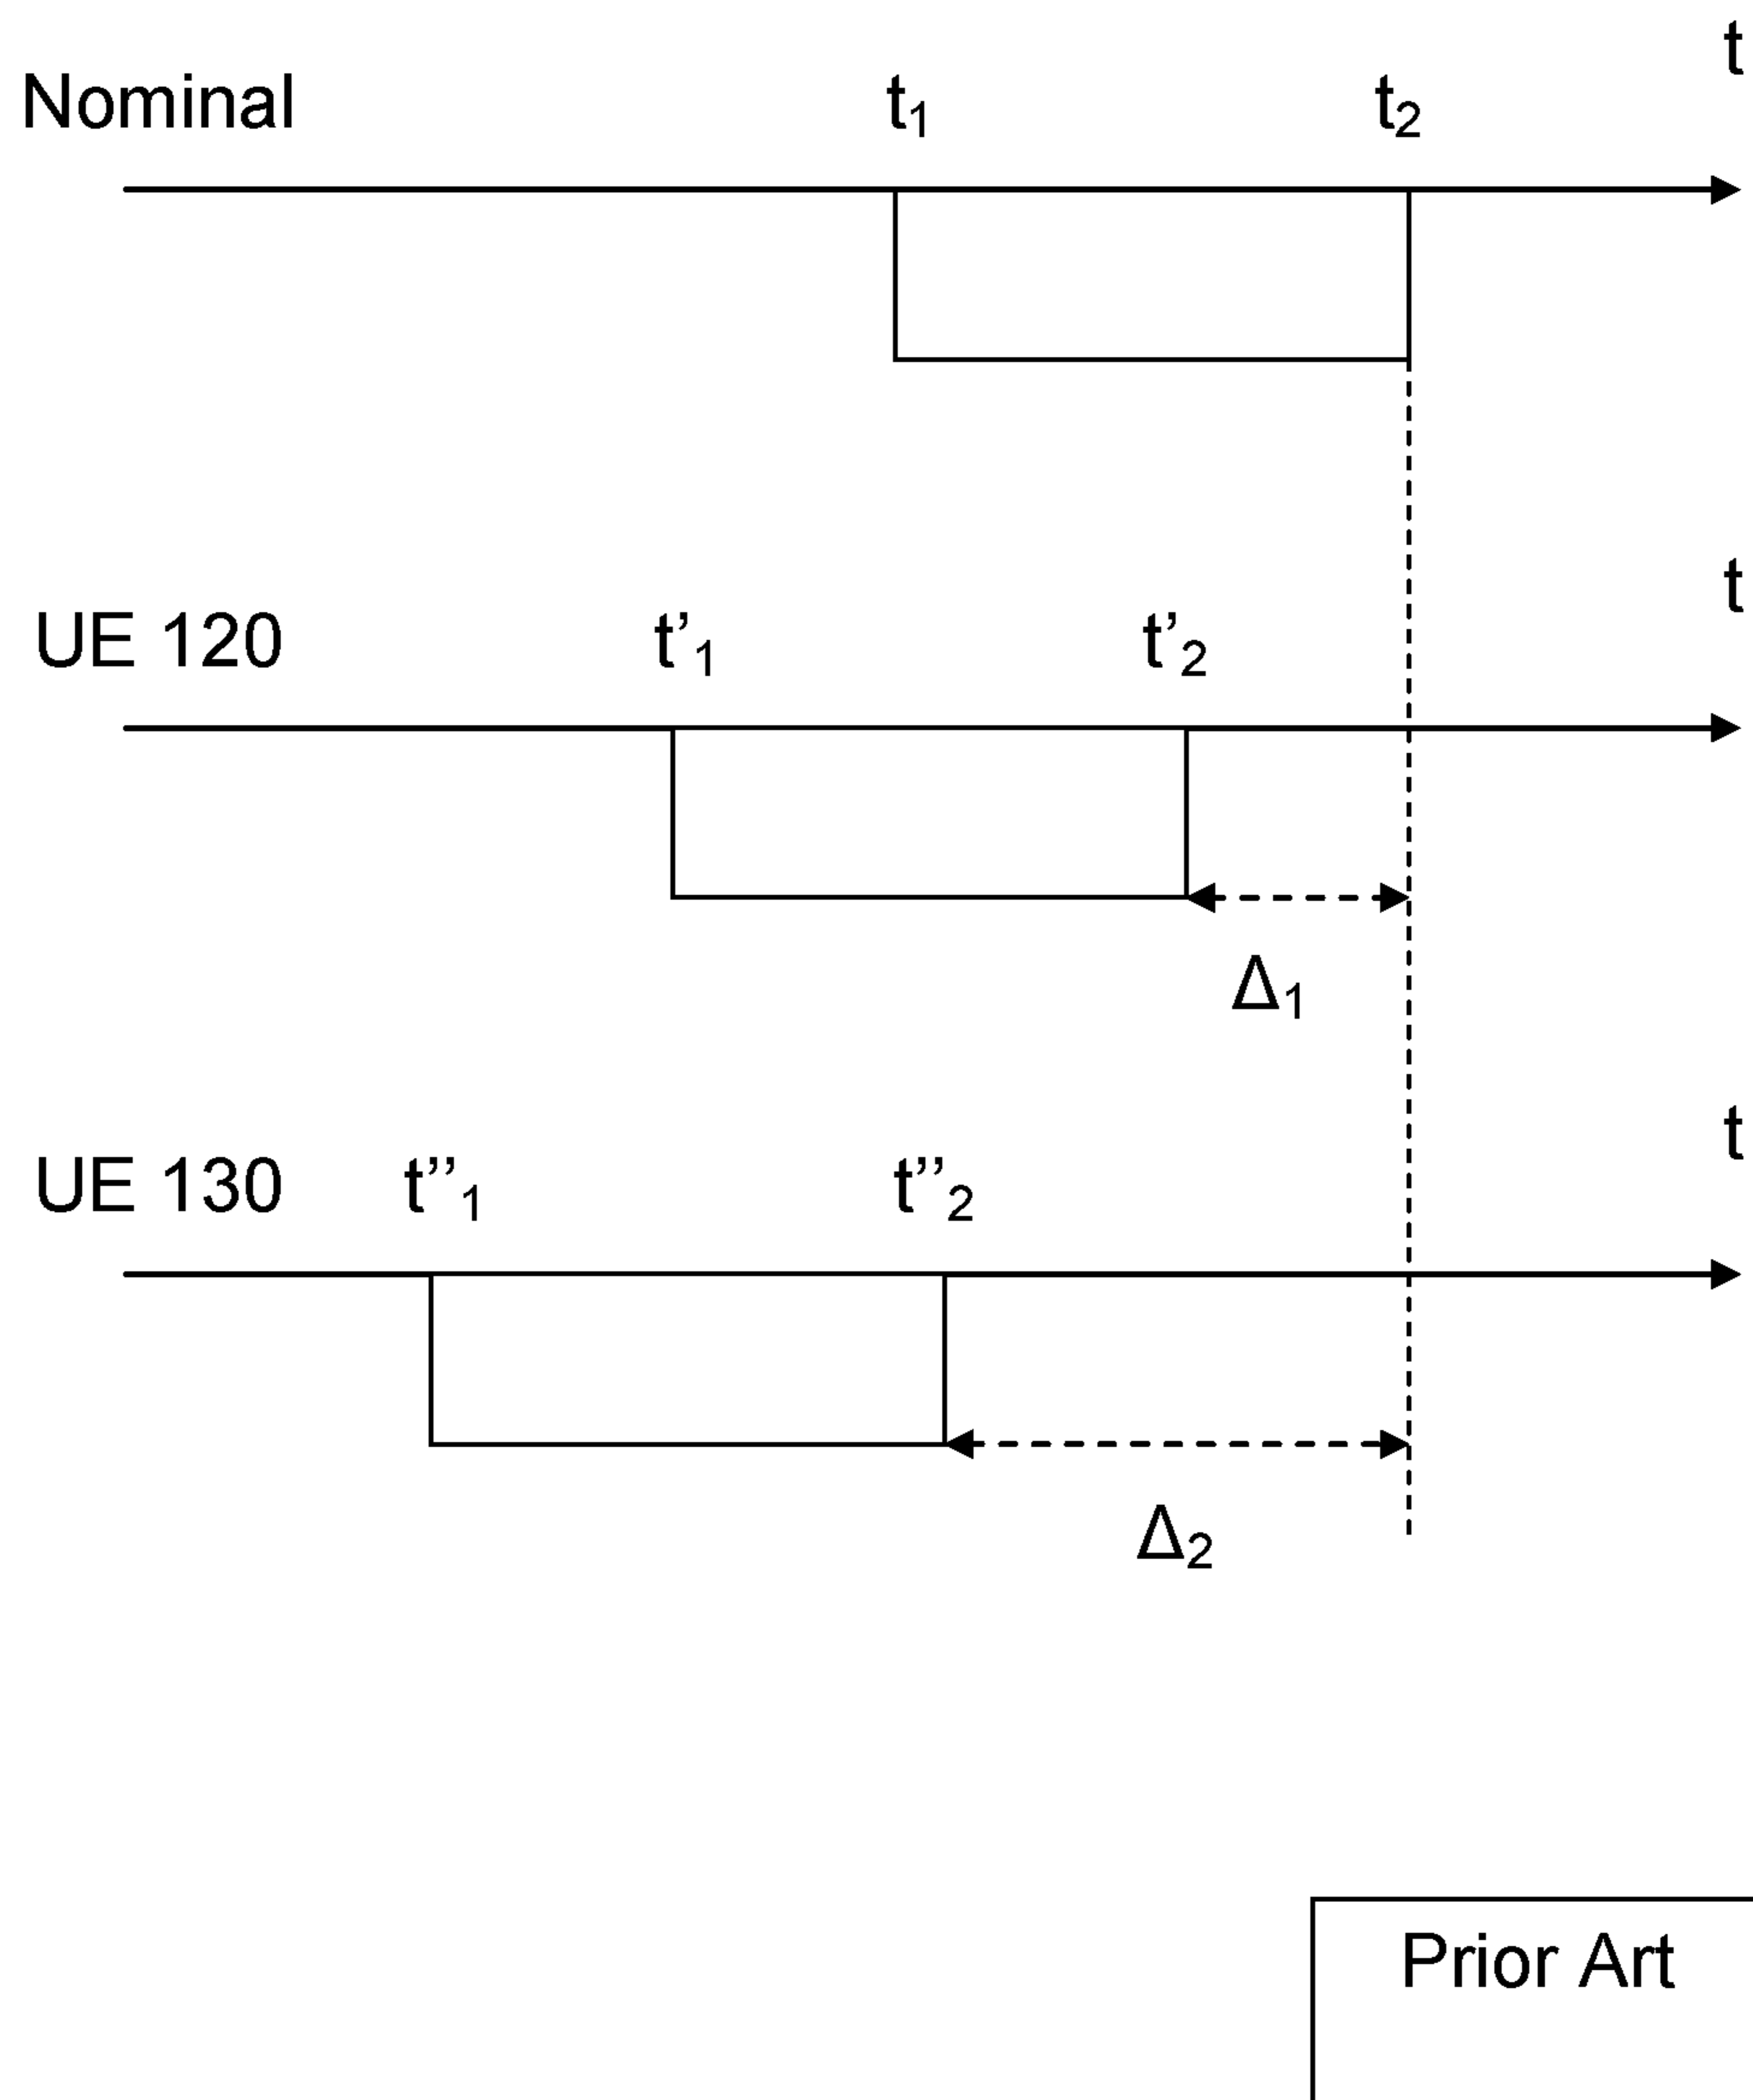 t
Nominal t₁ t₂
t
UE 120 t’₁ t’₂
Δ₁
t
UE 130 t’’₁ t’’₂
Δ₂
Prior Art